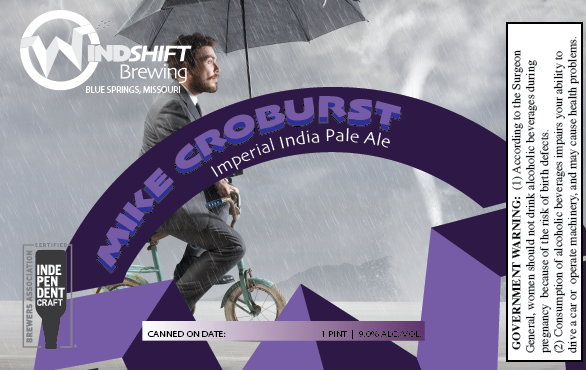 WINDSHIFT
Brewing
BLUE SPRINGS, MISSOURI
MIKE CROBURST
Imperial India Pale Ale
CERTIFIED
BREWERS ASSOCIATION
INDE
PEN
DENT
CRAFT
CANNED ON DATE: 1 PINT | 9.0% ALC/VOL
GOVERNMENT WARNING: (1) According to the Surgeon
General, women should not drink alcoholic beverages during
pregnancy because of the risk of birth defects.
(2) Consumption of alcoholic beverages impairs your ability to
drive a car or operate machinery, and may cause health problems.